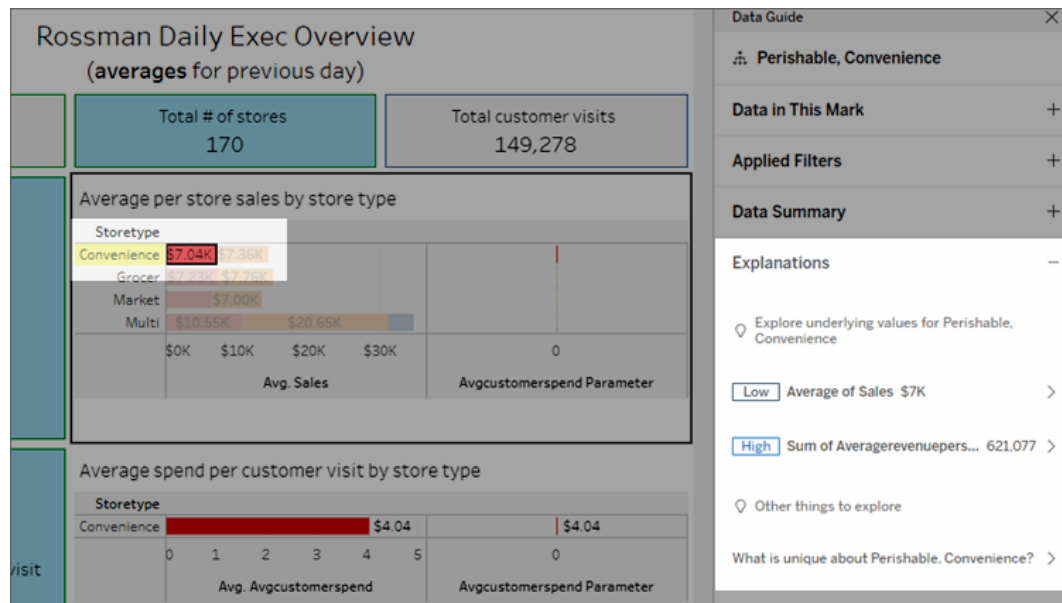 Rossman Daily Exec Overview
(averages for previous day)
Total # of stores
170
Total customer visits
149,278
Average per store sales by store type
Storetype
Convenience $7.04K $7.36K
Grocer $7.23K $7.76K
Market $7.00K
Multi $10.55K $20.65K
$0K $10K $20K $30K 0
Avg. Sales Avgcustomerspend Parameter
Average spend per customer visit by store type
Storetype
Convenience $4.04 $4.04
0 1 2 3 4 5 0
Avg. Avgcustomerspend Avgcustomerspend Parameter
visit
Data Guide
Perishable, Convenience
Data in This Mark
Applied Filters
Data Summary
Explanations
Explore underlying values for Perishable,
Convenience
Low Average of Sales $7K
High Sum of Averagerevenuepers... 621,077
Other things to explore
What is unique about Perishable, Convenience?